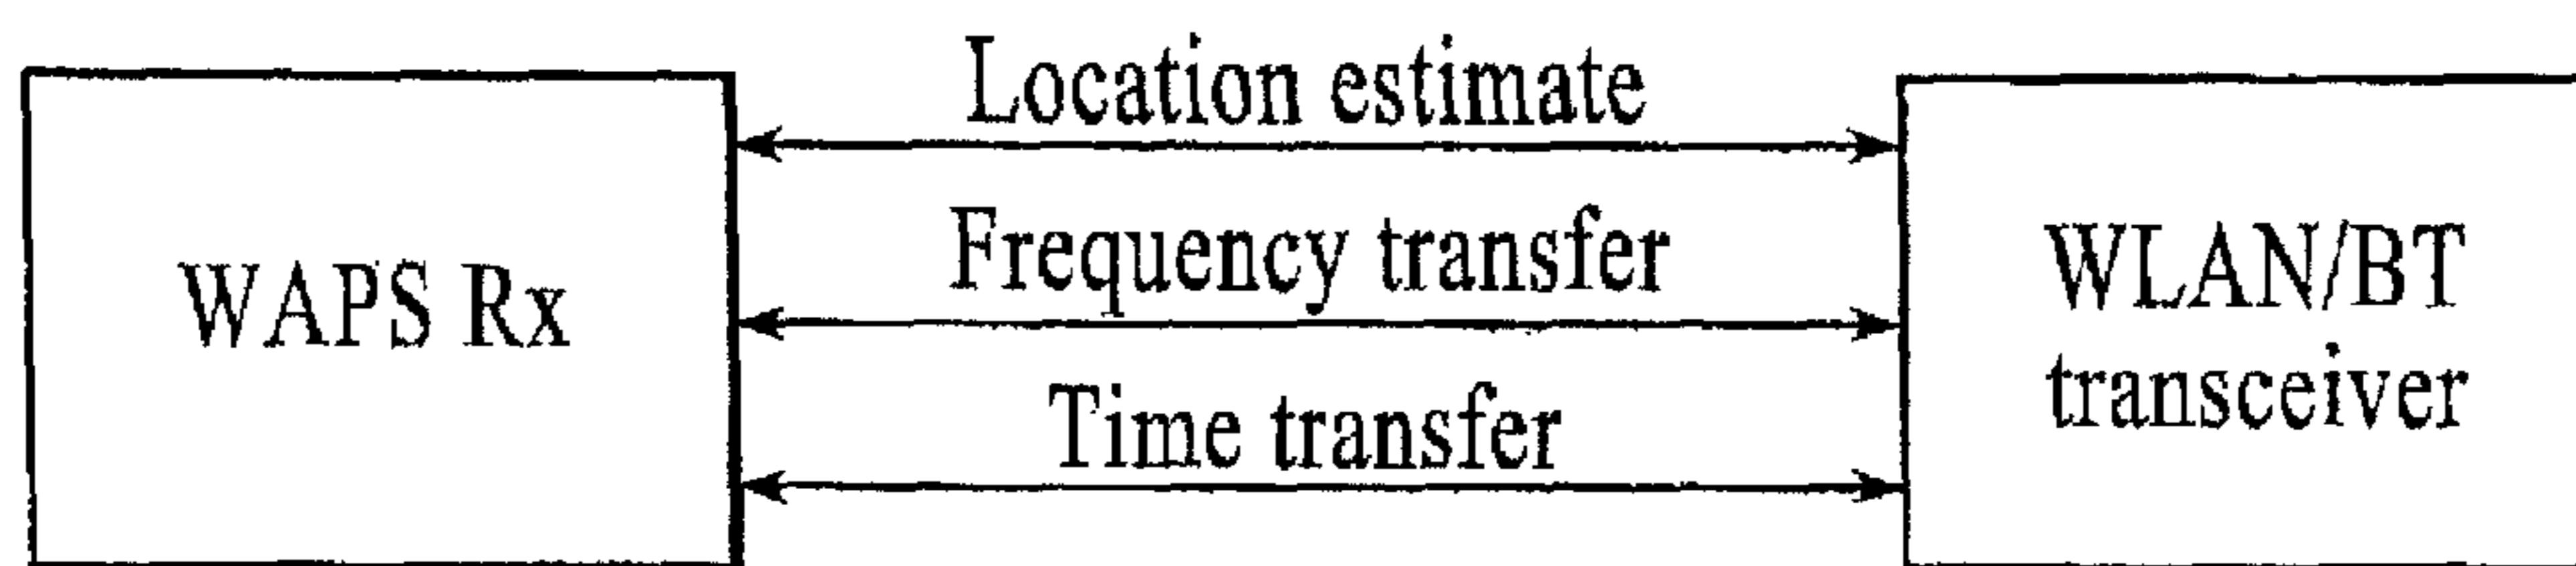 Location estimate
Frequency transfer
WAPS Rx
WLAN/BT
transceiver
Time transfer